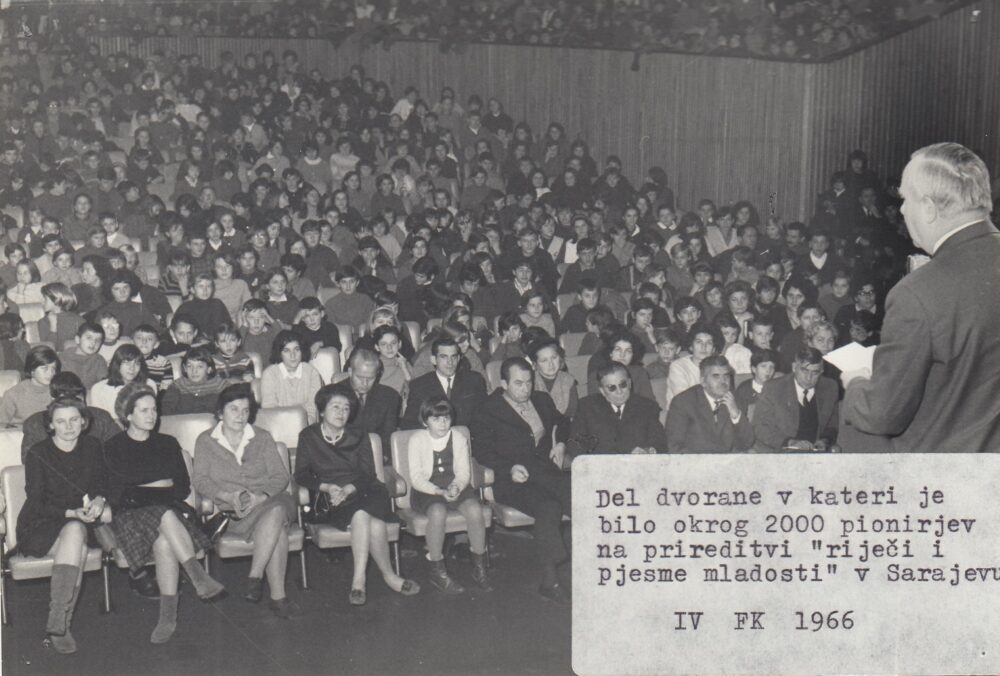 Del dvorane v kateri je
bilo okrog 2000 pionirjev
na prireditvi "riječi i
pjesme mladosti" v Sarajevu
IV FK 1966